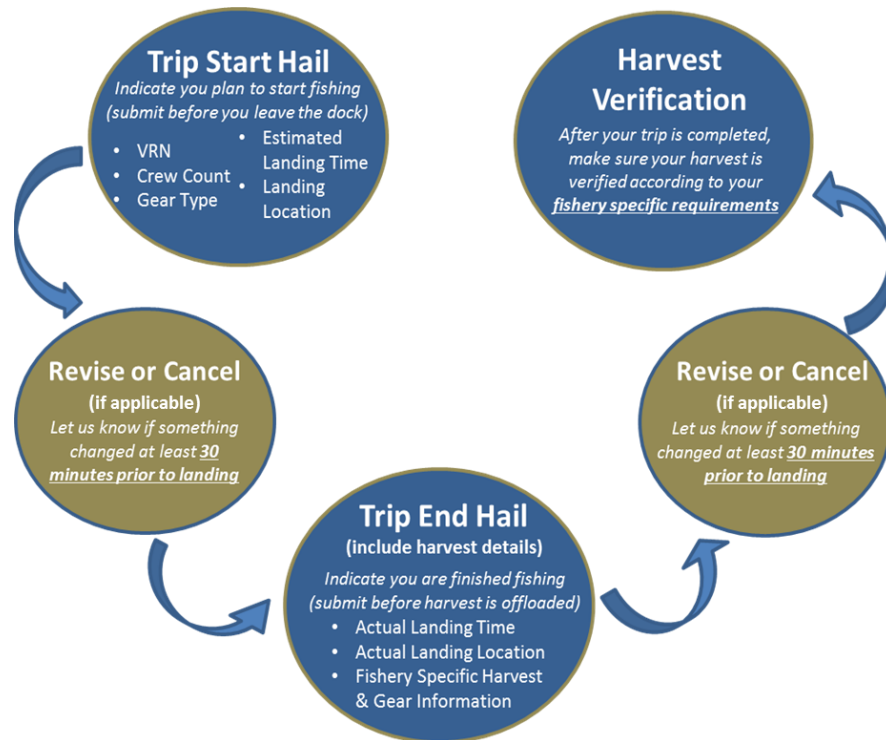 Trip Start Hail
Indicate you plan to start fishing
(submit before you leave the dock)
• VRN
• Crew Count
• Gear Type
• Estimated
Landing Time
• Landing
Location
Revise or Cancel
(if applicable)
Let us know if something
changed at least 30
minutes prior to landing
Trip End Hail
(include harvest details)
Indicate you are finished fishing
(submit before harvest is offloaded)
• Actual Landing Time
• Actual Landing Location
• Fishery Specific Harvest
& Gear Information
Revise or Cancel
(if applicable)
Let us know if something
changed at least 30 minutes
prior to landing
Harvest
Verification
After your trip is completed,
make sure your harvest is
verified according to your
fishery specific requirements